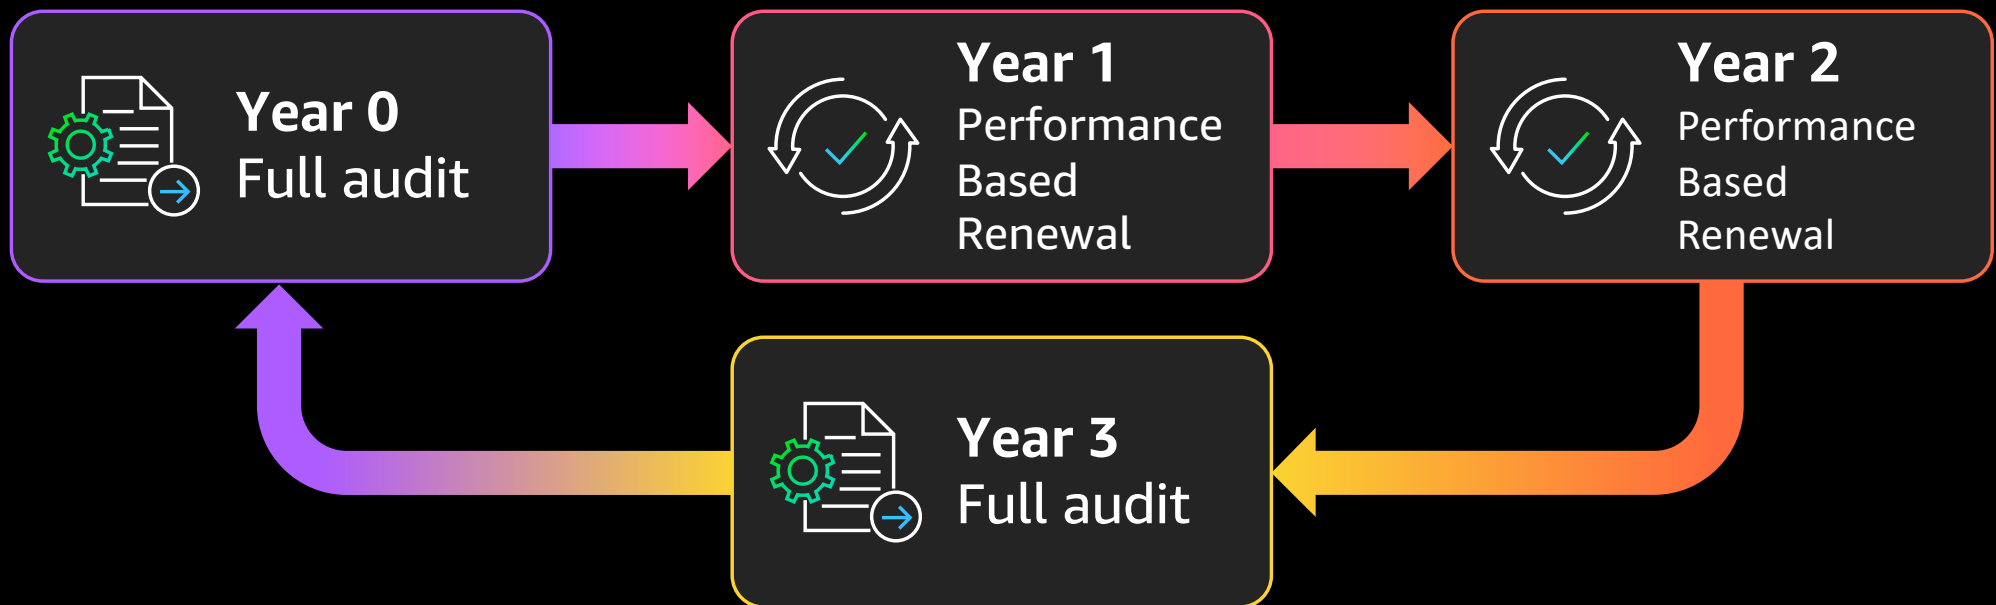 Year 0
Full audit
Year 1
Performance
Based
Renewal
Year 2
Performance
Based
Renewal
Year 3
Full audit